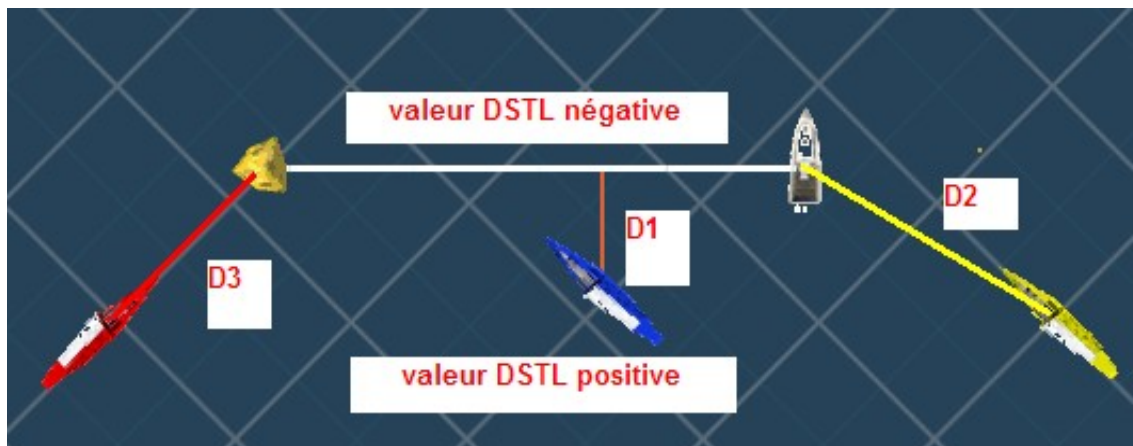 valeur DSTL négative
D2
D1
D3
valeur DSTL positive